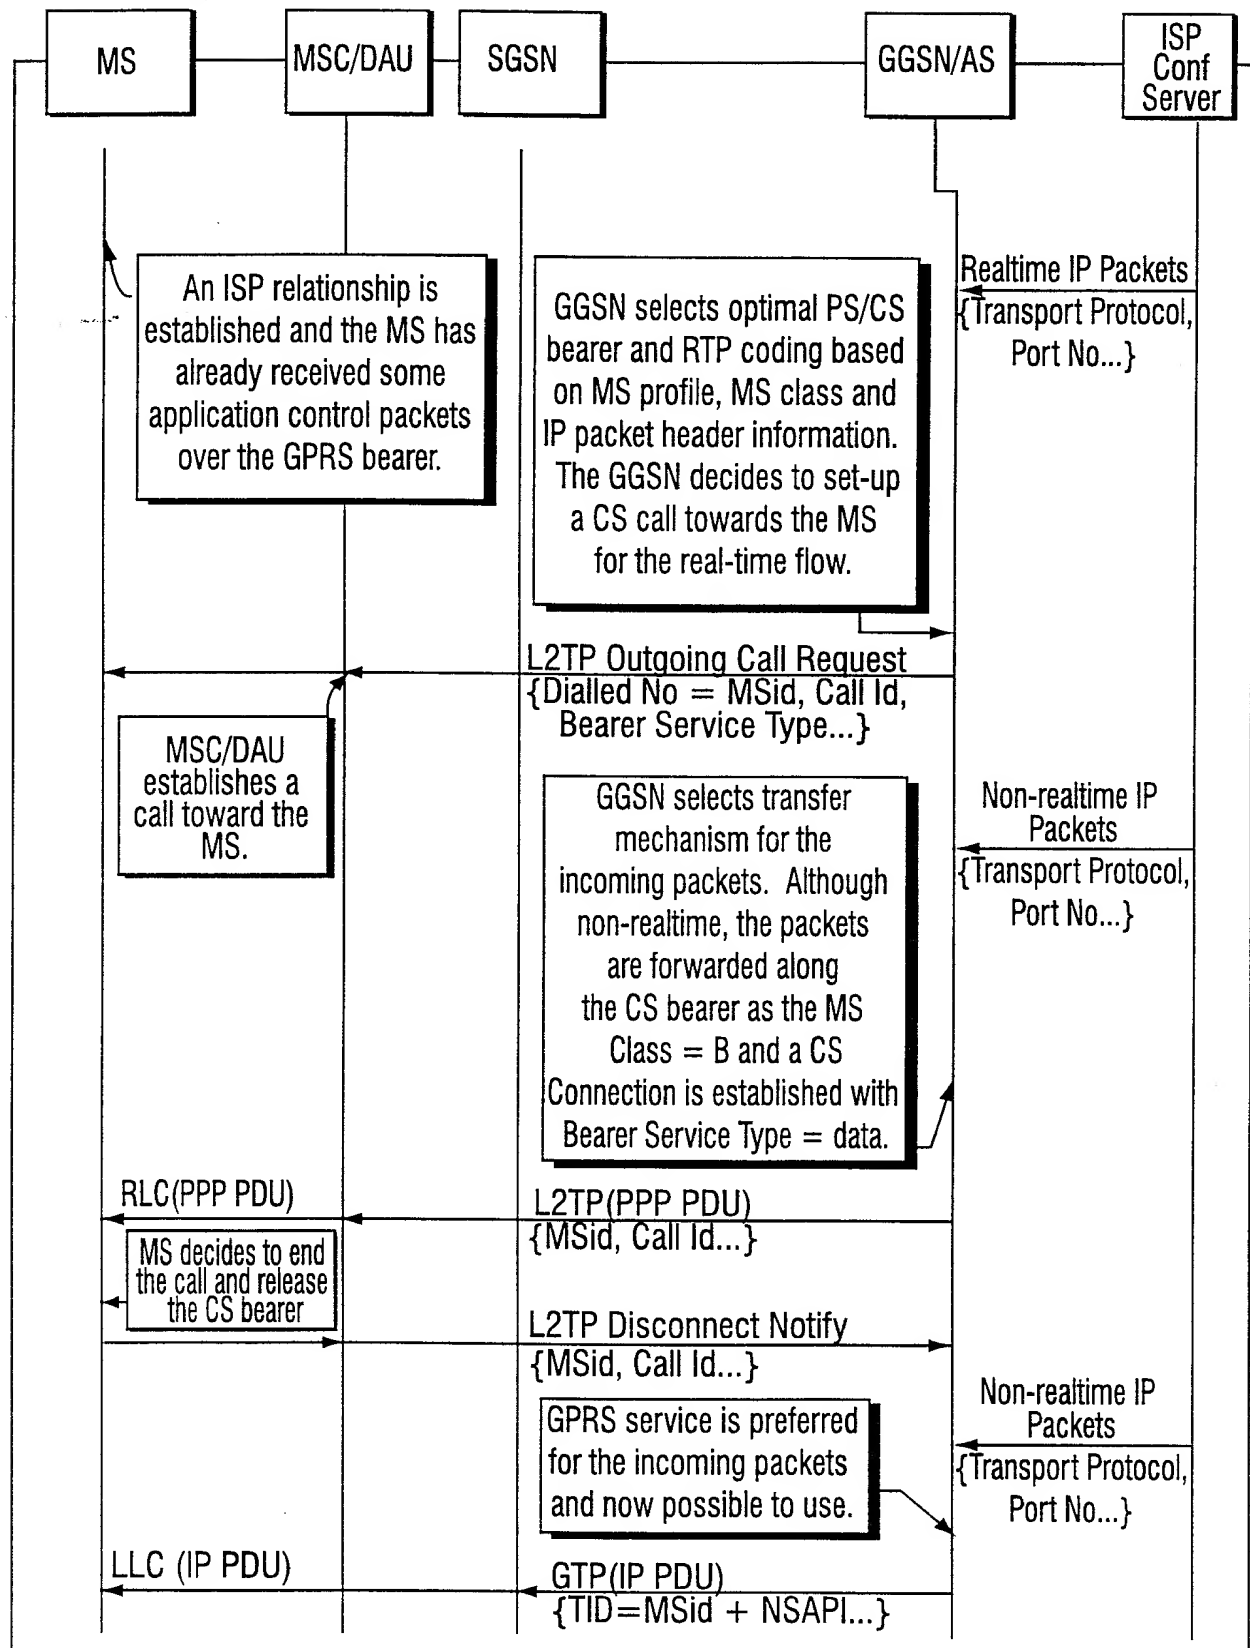 MS
MSC/DAU
SGSN
GGSN/AS
ISP
Conf
Server
An ISP relationship is
established and the MS has
already received some
application control packets
over the GPRS bearer.
GGSN selects optimal PS/CS
bearer and RTP coding based
on MS profile, MS class and
IP packet header information.
The GGSN decides to set-up
a CS call towards the MS
for the real-time flow.
Realtime IP Packets
{Transport Protocol,
Port No...}
L2TP Outgoing Call Request
{Dialled No = MSid, Call Id,
Bearer Service Type...}
MSC/DAU
establishes a
call toward the
MS.
GGSN selects transfer
mechanism for the
incoming packets. Although
non-realtime, the packets
are forwarded along
the CS bearer as the MS
Class = B and a CS
Connection is established with
Bearer Service Type = data.
Non-realtime IP
Packets
{Transport Protocol,
Port No...}
RLC(PPP PDU)
L2TP(PPP PDU)
{MSid, Call Id...}
MS decides to end
the call and release
the CS bearer
L2TP Disconnect Notify
{MSid, Call Id...}
GPRS service is preferred
for the incoming packets
and now possible to use.
Non-realtime IP
Packets
{Transport Protocol,
Port No...}
LLC (IP PDU)
GTP(IP PDU)
{TID=MSid + NSAPI...}